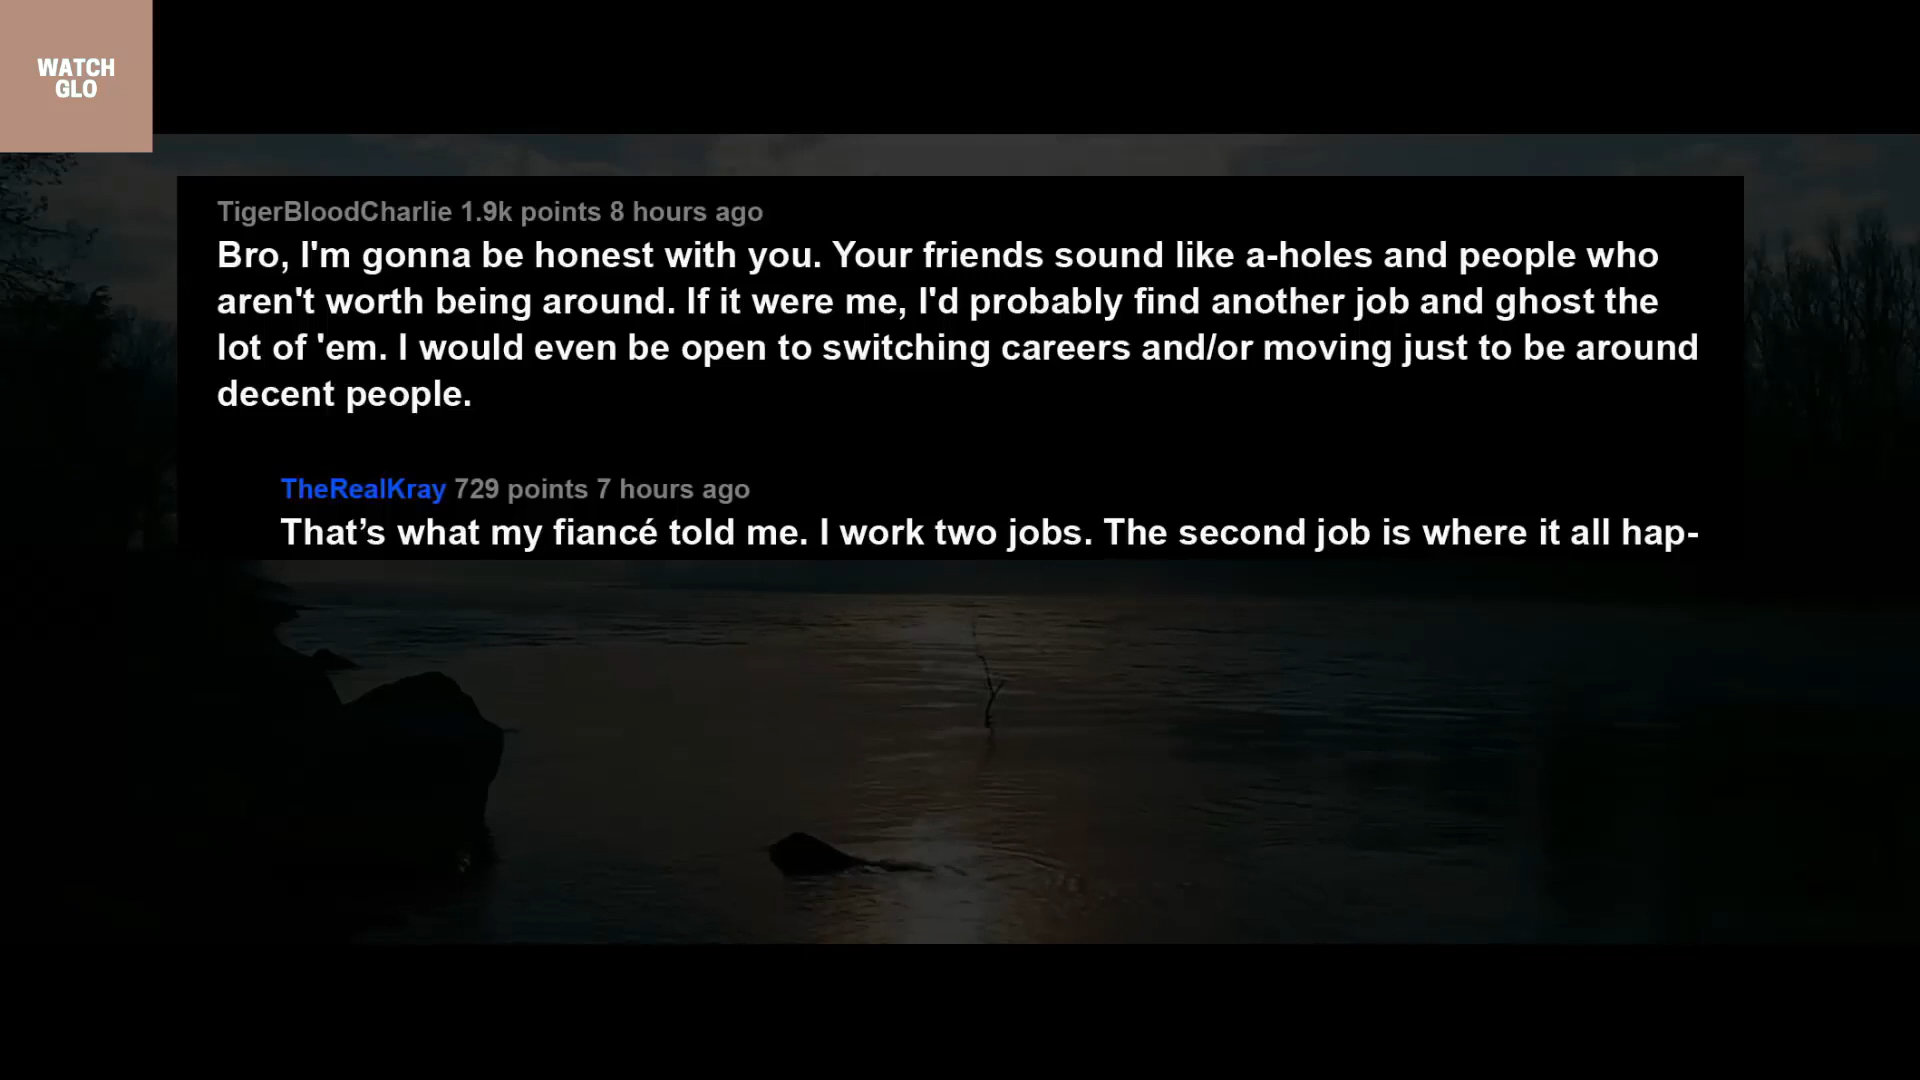 WATCH
GLO
TigerBloodCharlie 1.9k points 8 hours ago
Bro, I'm gonna be honest with you. Your friends sound like a-holes and people who
aren't worth being around. If it were me, I'd probably find another job and ghost the
lot of 'em. I would even be open to switching careers and/or moving just to be around
decent people.
TheRealKray 729 points 7 hours ago
That’s what my fiancé told me. I work two jobs. The second job is where it all hap-